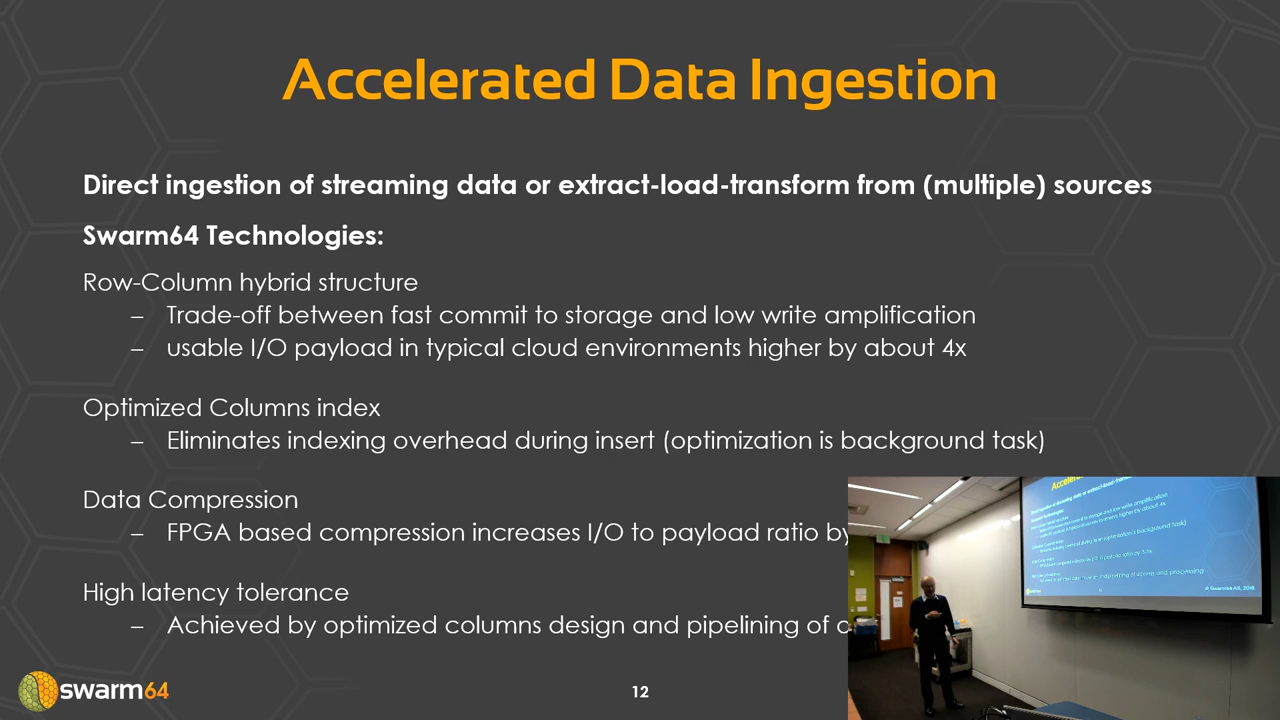 Accelerated Data Ingestion
Direct ingestion of streaming data or extract-load-transform from (multiple) sources
Swarm64 Technologies:
Row-Column hybrid structure
– Trade-off between fast commit to storage and low write amplification
– usable I/O payload in typical cloud environments higher by about 4x
Optimized Columns index
– Eliminates indexing overhead during insert (optimization is background task)
Data Compression
– FPGA based compression increases I/O to payload ratio by
High latency tolerance
– Achieved by optimized columns design and pipelining of
swarm64
12